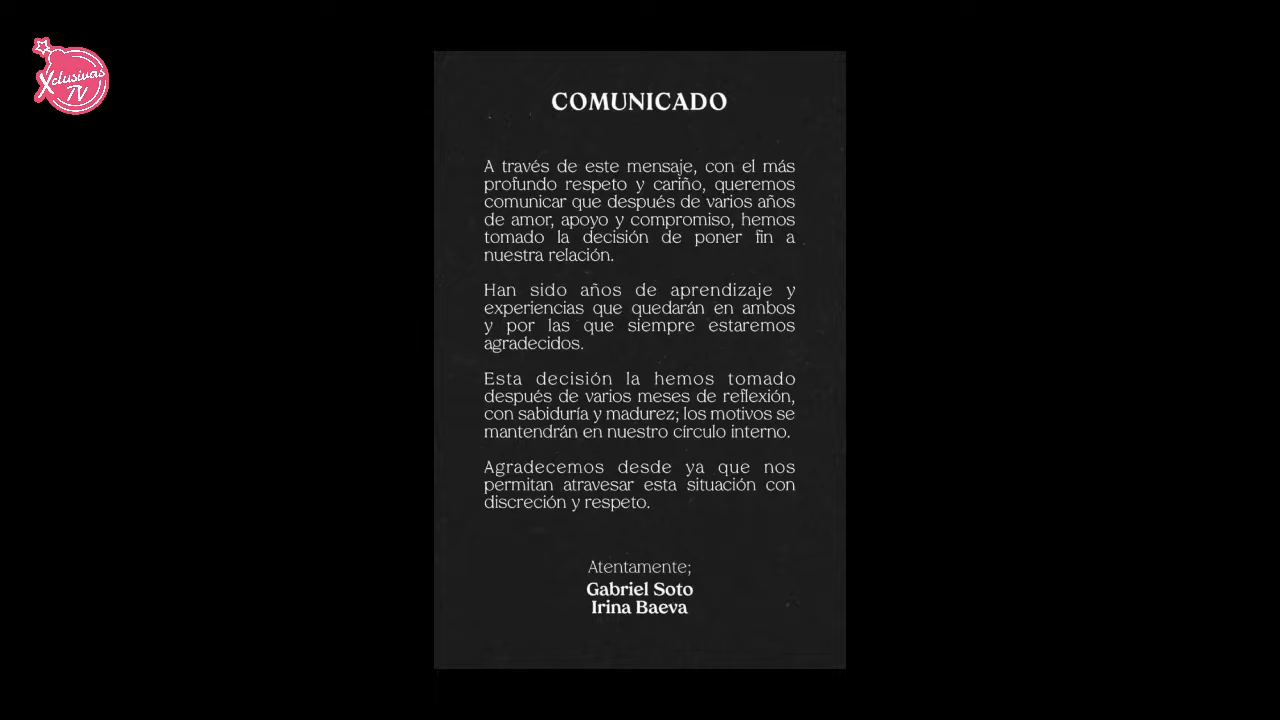 Xclusivas
TV
COMUNICADO
A través de este mensaje, con el más
profundo respeto y cariño, queremos
comunicar que después de varios años
de amor, apoyo y compromiso, hemos
tomado la decisión de poner fin a
nuestra relación.
Han sido años de aprendizaje y
experiencias que quedarán en ambos
y por las que siempre estaremos
agradecidos.
Esta decisión la hemos tomado
después de varios meses de reflexión,
con sabiduría y madurez; los motivos se
mantendrán en nuestro círculo interno.
Agradecemos desde ya que nos
permitan atravesar esta situación con
discreción y respeto.
Atentamente;
Gabriel Soto
Irina Baeva